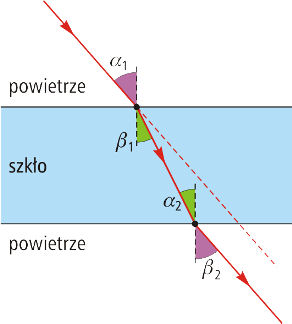 α₁
powietrze
β₁
szkło
α₂
powietrze
β₂